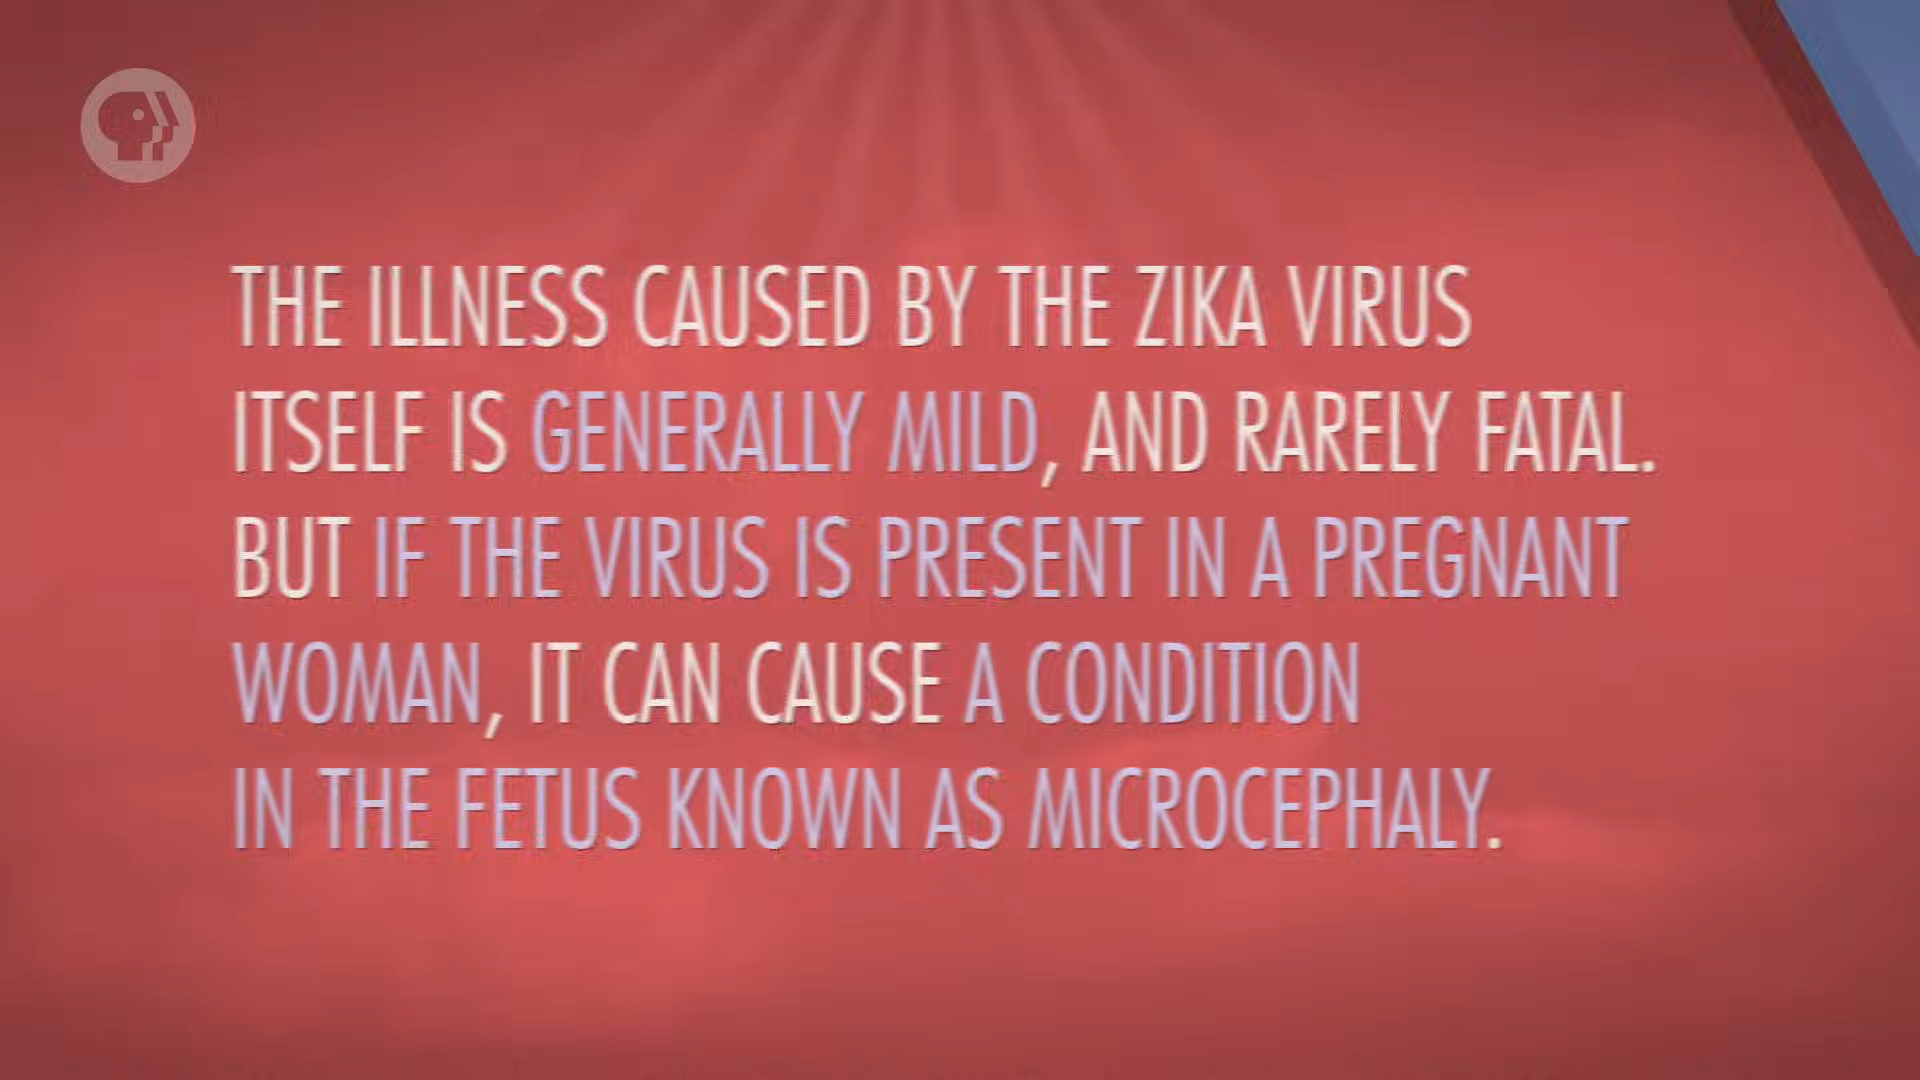 THE ILLNESS CAUSED BY THE ZIKA VIRUS
ITSELF IS GENERALLY MILD, AND RARELY FATAL.
BUT IF THE VIRUS IS PRESENT IN A PREGNANT
WOMAN, IT CAN CAUSE A CONDITION
IN THE FETUS KNOWN AS MICROCEPHALY.